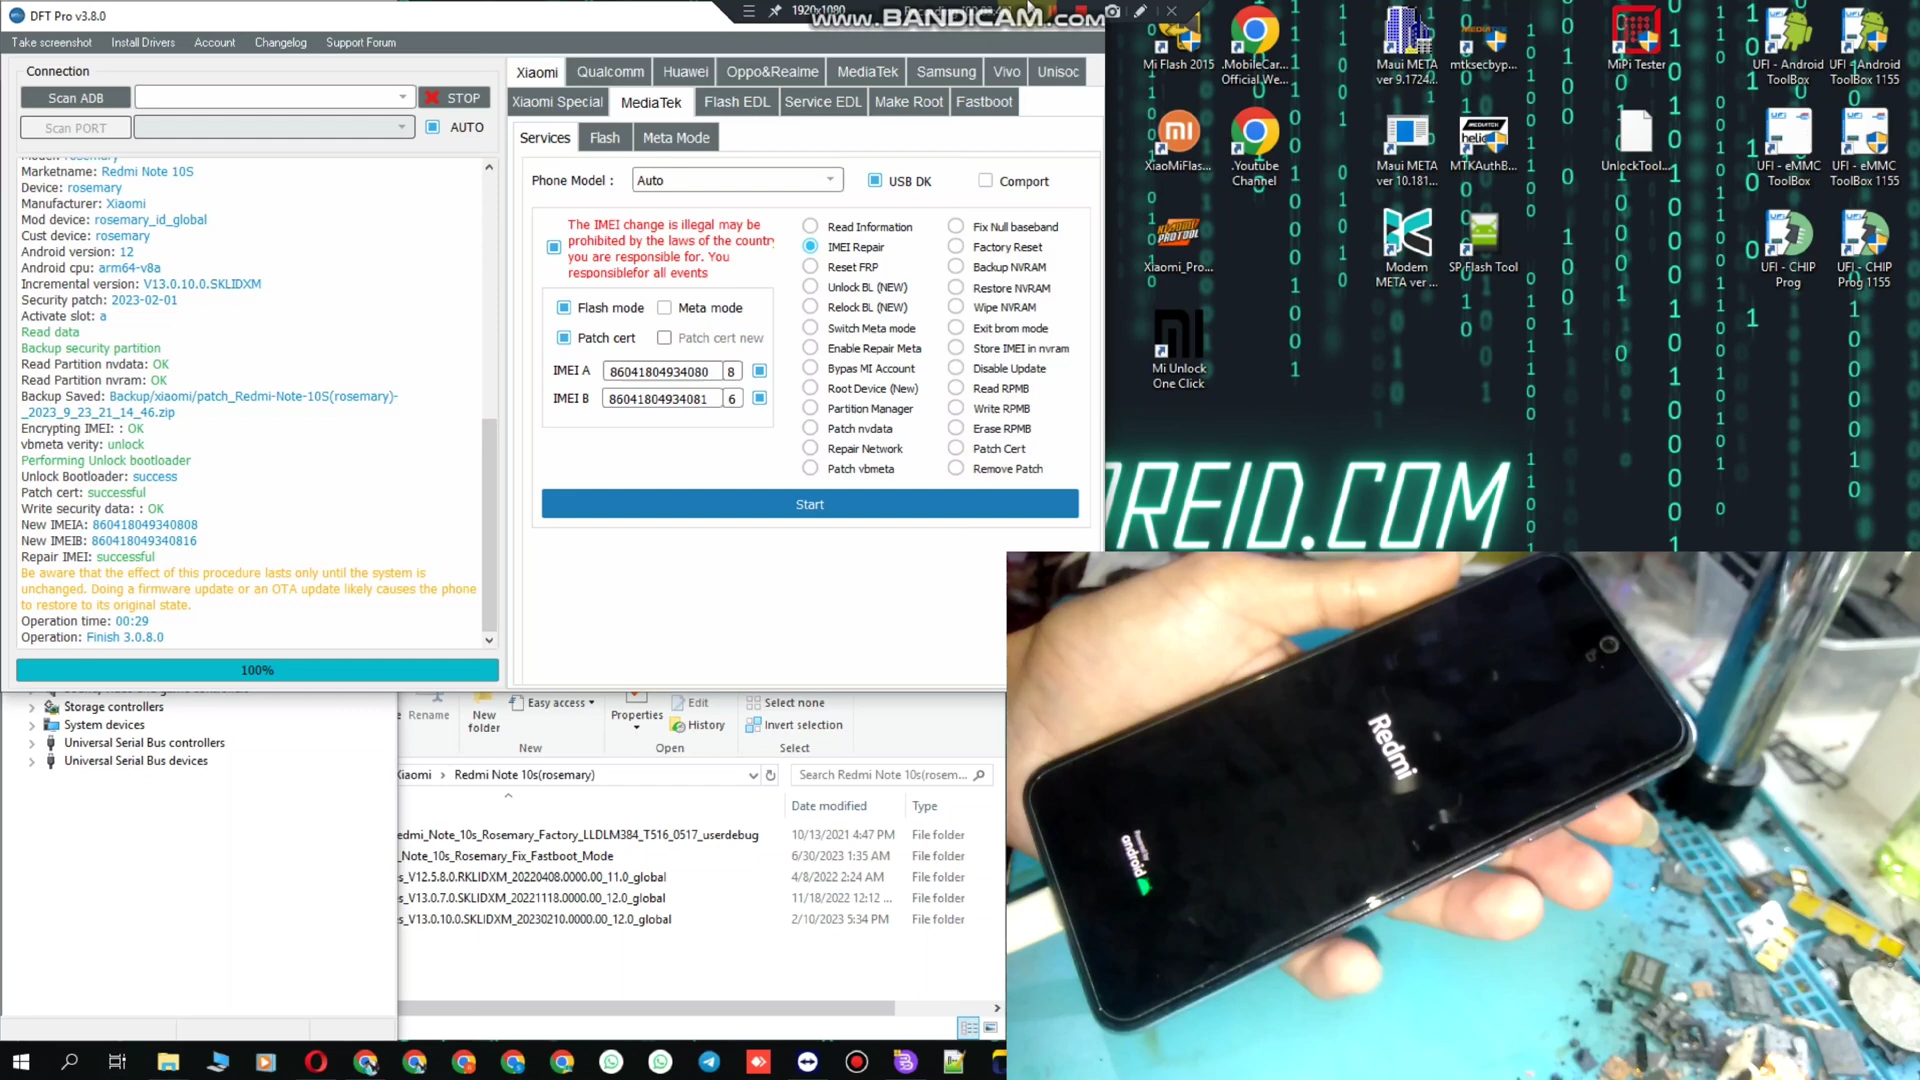 DFT Pro v3.8.0
1920x1080
www.BANDICAM.com
Take screenshot
Install Drivers
Account
Changelog
Support Forum
Connection
Scan ADB
STOP
Scan PORT
AUTO
Marketname: Redmi Note 10S
Device: rosemary
Manufacturer: Xiaomi
Mod device: rosemary_id_global
Cust device: rosemary
Android version: 12
Android cpu: arm64-v8a
Incremental version: V13.0.10.0.SKLIDXM
Security patch: 2023-02-01
Activate slot: a
Read data
Backup security partition
Read Partition nvdata: OK
Read Partition nvram: OK
Backup Saved: Backup/xiaomi/patch_Redmi-Note-10S(rosemary)-
_2023_9_23_21_14_46.zip
Encrypting IMEI: : OK
vbmeta verity: unlock
Performing Unlock bootloader
Unlock Bootloader: success
Patch cert: successful
Write security data: : OK
New IMEIA: 860418049340808
New IMEIB: 860418049340816
Repair IMEI: successful
Be aware that the effect of this procedure lasts only until the system is
unchanged. Doing a firmware update or an OTA update likely causes the phone
to restore to its original state.
Operation time: 00:29
Operation: Finish 3.0.8.0
100%
Xiaomi
Qualcomm
Huawei
Oppo&Realme
MediaTek
Samsung
Vivo
Unisoc
Xiaomi Special
MediaTek
Flash EDL
Service EDL
Make Root
Fastboot
Services
Flash
Meta Mode
Phone Model :
Auto
USB DK
Comport
The IMEI change is illegal may be
prohibited by the laws of the country
you are responsible for. You
responsiblefor all events
Flash mode
Meta mode
Patch cert
Patch cert new
IMEI A
86041804934080
8
IMEI B
86041804934081
6
Read Information
IMEI Repair
Reset FRP
Unlock BL (NEW)
Relock BL (NEW)
Switch Meta mode
Enable Repair Meta
Bypas MI Account
Root Device (New)
Partition Manager
Patch nvdata
Repair Network
Patch vbmeta
Fix Null baseband
Factory Reset
Backup NVRAM
Restore NVRAM
Wipe NVRAM
Exit brom mode
Store IMEI in nvram
Disable Update
Read RPMB
Write RPMB
Erase RPMB
Patch Cert
Remove Patch
Start
Mi Flash 2015
.MobileCar...
Official We...
Maui META
ver 9.1724...
mtksecbyp...
MiPi Tester
UFI - Android
ToolBox
UFI - Android
ToolBox 1155
XiaoMiFlas...
.Youtube
Channel
Maui META
ver 10.181...
MTKAuthB...
UnlockTool...
UFI - eMMC
ToolBox
UFI - eMMC
ToolBox 1155
Xiaomi_Pro...
Modem
META ver ...
SP Flash Tool
UFI - CHIP
Prog
UFI - CHIP
Prog 1155
Mi Unlock
One Click
OREID.COM
Storage controllers
System devices
Universal Serial Bus controllers
Universal Serial Bus devices
Rename
New
folder
Easy access
New
Properties
Edit
History
Open
Select none
Invert selection
Select
Xiaomi
Redmi Note 10s(rosemary)
Search Redmi Note 10s(rosem...
Date modified
Type
edmi_Note_10s_Rosemary_Factory_LLDLM384_T516_0517_userdebug
10/13/2021 4:47 PM
File folder
_Note_10s_Rosemary_Fix_Fastboot_Mode
6/30/2023 1:35 AM
File folder
s_V12.5.8.0.RKLIDXM_20220408.0000.00_11.0_global
4/8/2022 2:24 AM
File folder
s_V13.0.7.0.SKLIDXM_20221118.0000.00_12.0_global
11/18/2022 12:12 ...
File folder
s_V13.0.10.0.SKLIDXM_20230210.0000.00_12.0_global
2/10/2023 5:34 PM
File folder
Redmi
Powered by
android